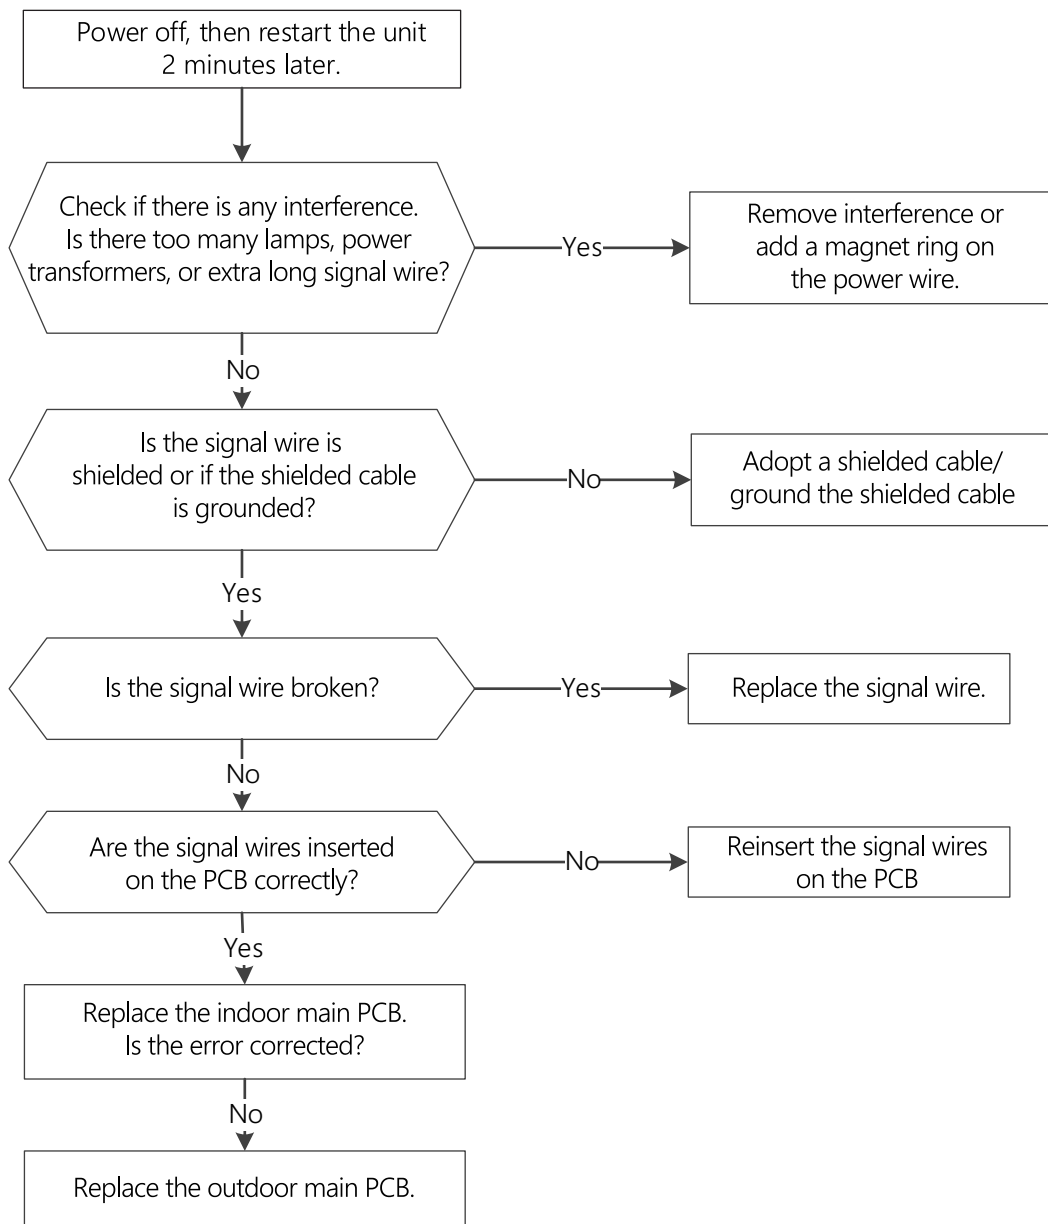 Power off, then restart the unit
2 minutes later.
Check if there is any interference.
Is there too many lamps, power
transformers, or extra long signal wire?
Yes
Remove interference or
add a magnet ring on
the power wire.
No
Is the signal wire is
shielded or if the shielded cable
is grounded?
No
Adopt a shielded cable/
ground the shielded cable
Yes
Is the signal wire broken?
Yes
Replace the signal wire.
No
Are the signal wires inserted
on the PCB correctly?
No
Reinsert the signal wires
on the PCB
Yes
Replace the indoor main PCB.
Is the error corrected?
No
Replace the outdoor main PCB.